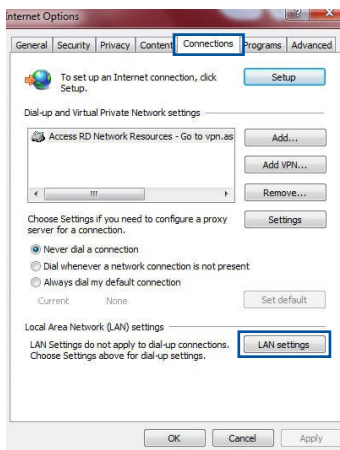 Internet Options
General Security Privacy Content Connections Programs Advanced
To set up an Internet connection, click
Setup.
Setup
Dial-up and Virtual Private Network settings
Access RD Network Resources - Go to vpn.as
Add...
Add VPN...
Remove...
Choose Settings if you need to configure a proxy
server for a connection.
Settings
Never dial a connection
Dial whenever a network connection is not present
Always dial my default connection
Current None
Set default
Local Area Network (LAN) settings
LAN Settings do not apply to dial-up connections.
Choose Settings above for dial-up settings.
LAN settings
OK Cancel Apply